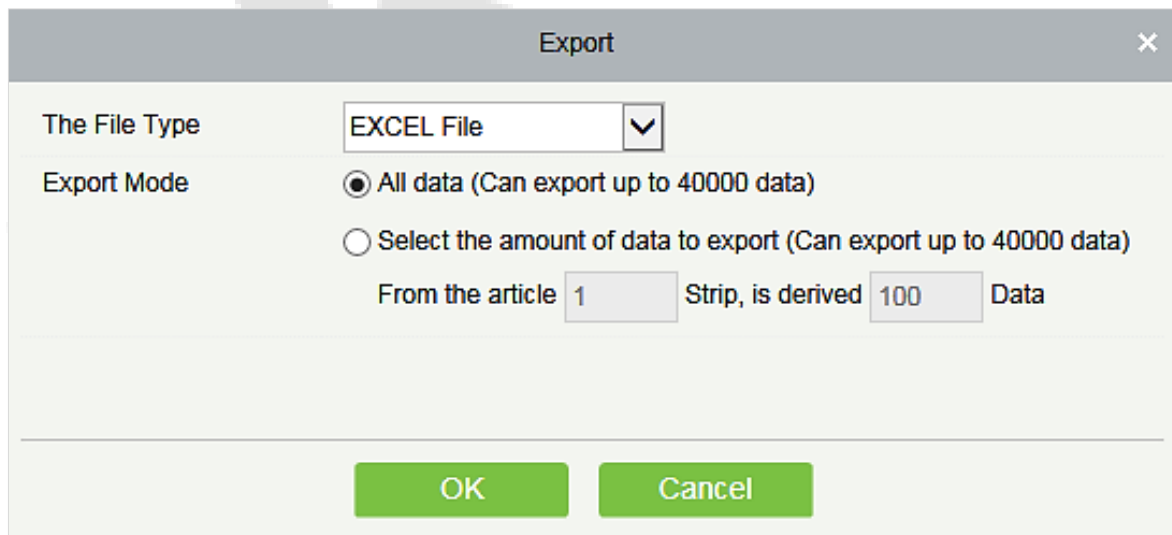 Export
The File Type EXCEL File
Export Mode All data (Can export up to 40000 data)
Select the amount of data to export (Can export up to 40000 data)
From the article 1 Strip, is derived 100 Data
OK Cancel